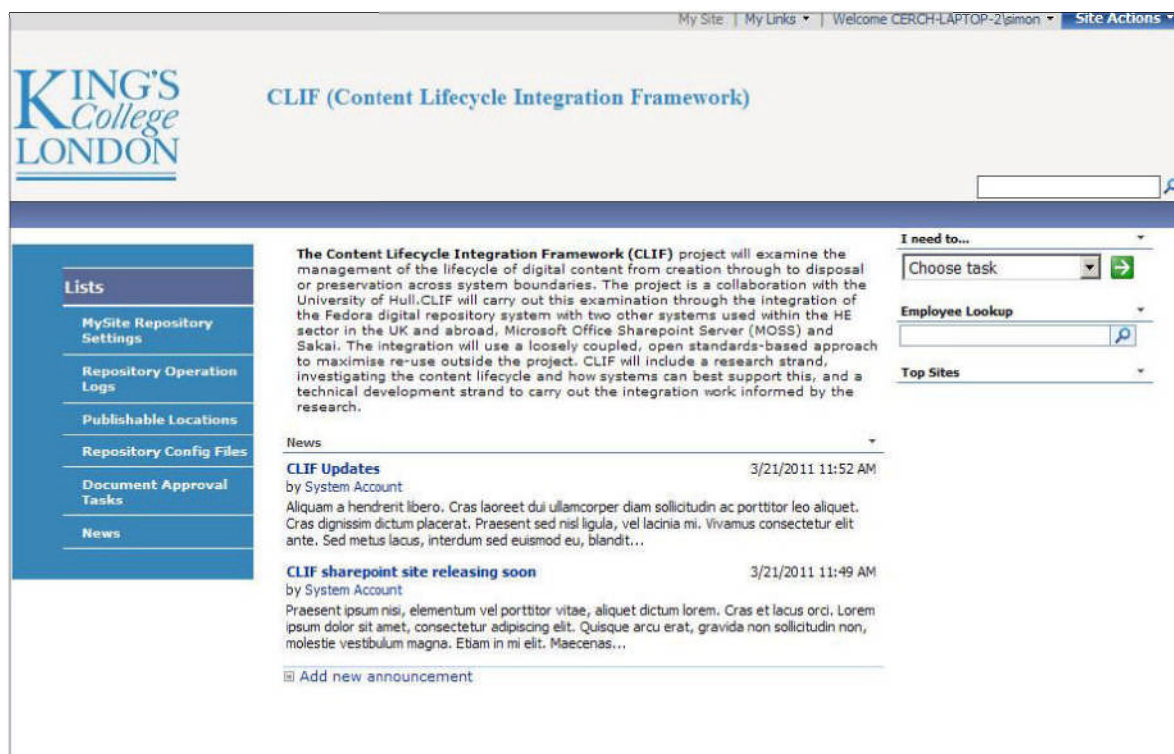 My Site | My Links | Welcome CERCH-LAPTOP-2\simon Site Actions
KING'S
College
LONDON
CLIF (Content Lifecycle Integration Framework)
Lists
MySite Repository
Settings
Repository Operation
Logs
Publishable Locations
Repository Config Files
Document Approval
Tasks
News
The Content Lifecycle Integration Framework (CLIF) project will examine the
management of the lifecycle of digital content from creation through to disposal
or preservation across system boundaries. The project is a collaboration with the
University of Hull.CLIF will carry out this examination through the integration of
the Fedora digital repository system with two other systems used within the HE
sector in the UK and abroad, Microsoft Office Sharepoint Server (MOSS) and
Sakai. The integration will use a loosely coupled, open standards-based approach
to maximise re-use outside the project. CLIF will include a research strand,
investigating the content lifecycle and how systems can best support this, and a
technical development strand to carry out the integration work informed by the
research.
News
CLIF Updates 3/21/2011 11:52 AM
by System Account
Aliquam a hendrerit libero. Cras laoreet dui ullamcorper diam sollicitudin ac porttitor leo aliquet.
Cras dignissim dictum placerat. Praesent sed nisl ligula, vel lacinia mi. Vivamus consectetur elit
ante. Sed metus lacus, interdum sed euismod eu, blandit...
CLIF sharepoint site releasing soon 3/21/2011 11:49 AM
by System Account
Praesent ipsum nisi, elementum vel porttitor vitae, aliquet dictum lorem. Cras et lacus orci. Lorem
ipsum dolor sit amet, consectetur adipiscing elit. Quisque arcu erat, gravida non sollicitudin non,
molestie vestibulum magna. Etiam in mi elit. Maecenas...
Add new announcement
I need to...
Choose task
Employee Lookup
Top Sites